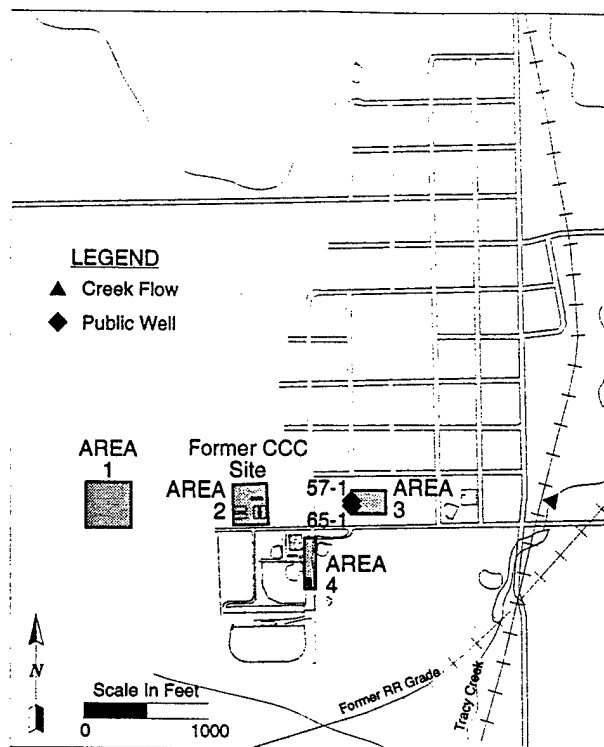 LEGEND
Creek Flow
Public Well
AREA
1
Former CCC
Site
AREA
2
57-1
65-1
AREA
3
AREA
4
N
Scale In Feet
0
1000
Former RR Grade
Tracy Creek